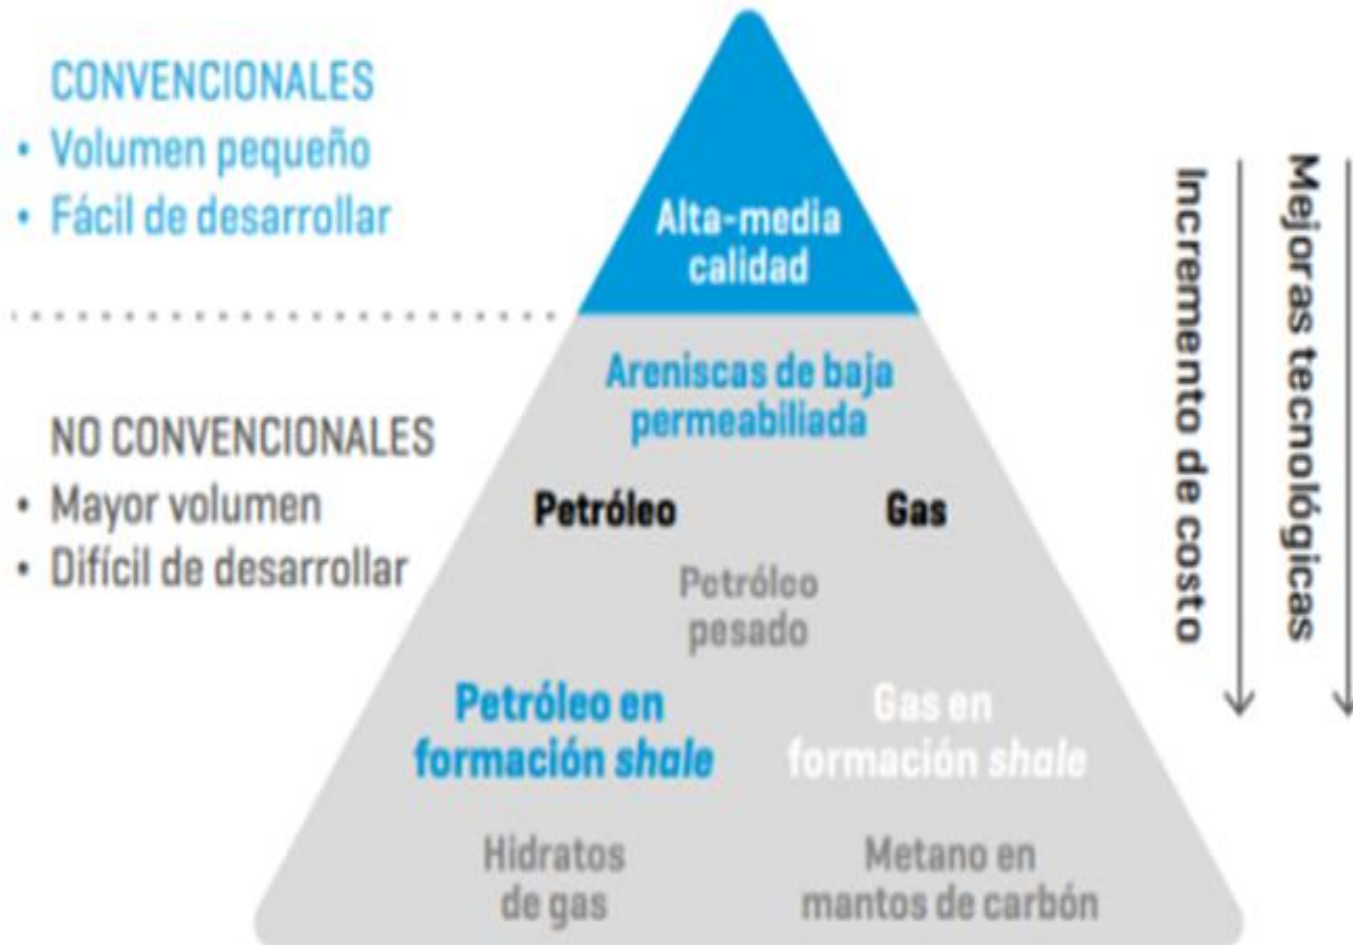 CONVENCIONALES
• Volumen pequeño
• Fácil de desarrollar
Alta-media
calidad
Areniscas de baja
permeabiliada
NO CONVENCIONALES
• Mayor volumen
• Difícil de desarrollar
Petróleo
Gas
Petróleo
pesado
Petróleo en
formación shale
Gas en
formación shale
Hidratos
de gas
Metano en
mantos de carbón
Incremento de costo
Mejoras tecnológicas